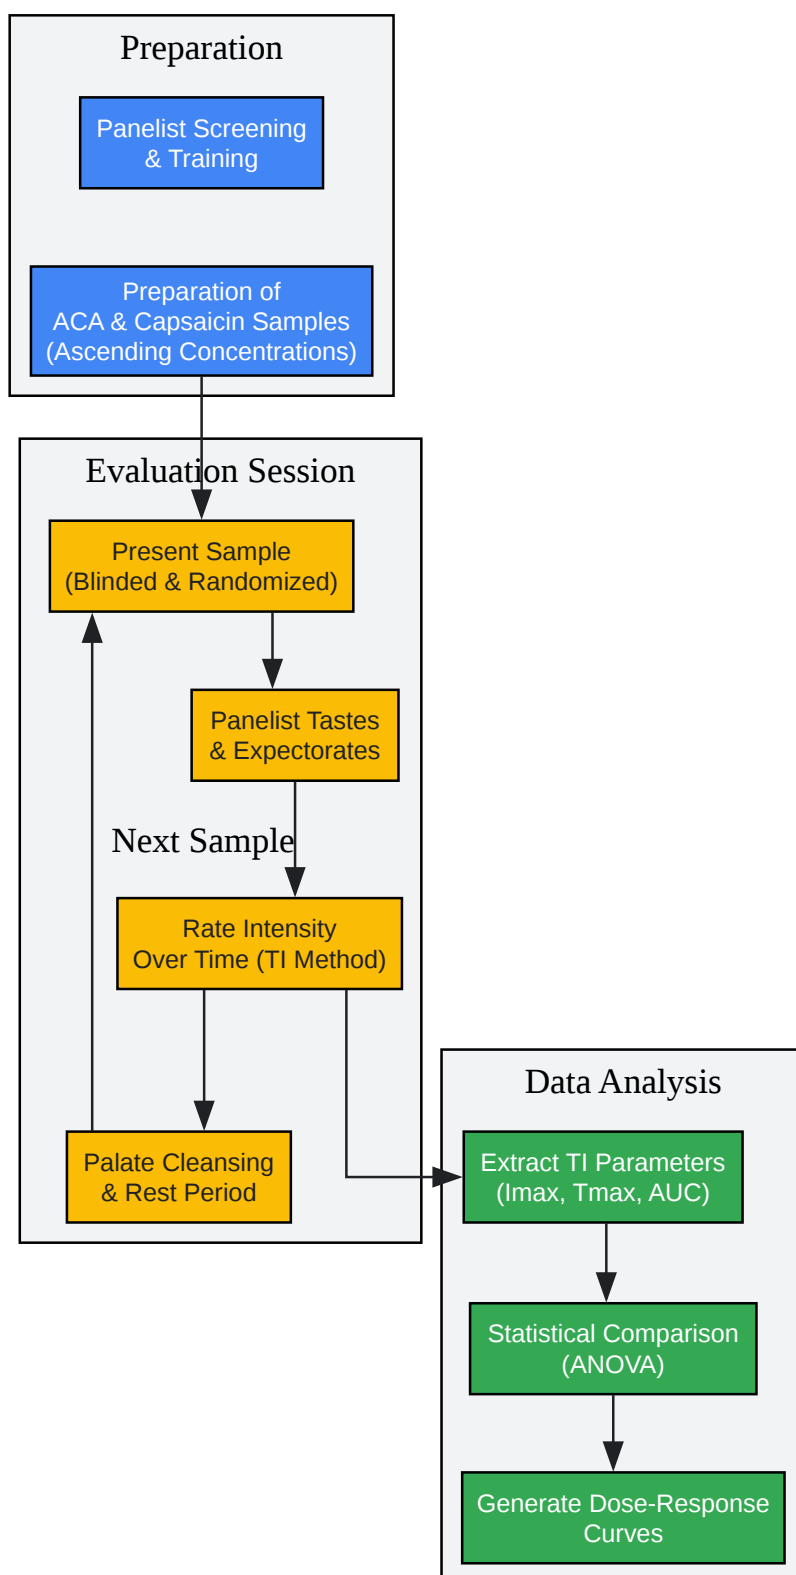 Preparation
Panelist Screening
& Training
Preparation of
ACA & Capsaicin Samples
(Ascending Concentrations)
Evaluation Session
Present Sample
(Blinded & Randomized)
Panelist Tastes
& Expectorates
Next Sample
Rate Intensity
Over Time (TI Method)
Palate Cleansing
& Rest Period
Data Analysis
Extract TI Parameters
(Imax, Tmax, AUC)
Statistical Comparison
(ANOVA)
Generate Dose-Response
Curves